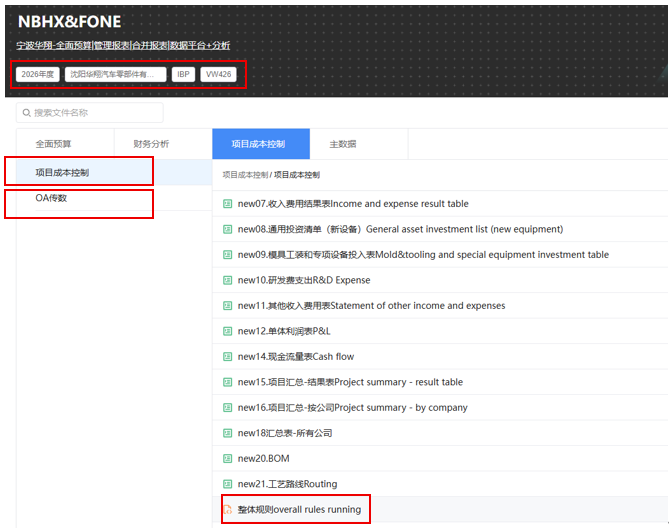 NBHX&FONE
宁波华翔-全面预算|管理报表|合并报表|数据平台+分析
2026年度 沈阳华翔汽车零部件有... IBP VW426
搜索文件名称
全面预算 财务分析 项目成本控制 主数据
项目成本控制
OA传数
项目成本控制 / 项目成本控制
new07.收入费用结果表Income and expense result table
new08.通用投资清单（新设备）General asset investment list (new equipment)
new09.模具工装和专项设备投入表Mold&tooling and special equipment investment table
new10.研发费支出R&D Expense
new11.其他收入费用表Statement of other income and expenses
new12.单体利润表P&L
new14.现金流量表Cash flow
new15.项目汇总-结果表Project summary - result table
new16.项目汇总-按公司Project summary - by company
new18汇总表-所有公司
new20.BOM
new21.工艺路线Routing
整体规则overall rules running